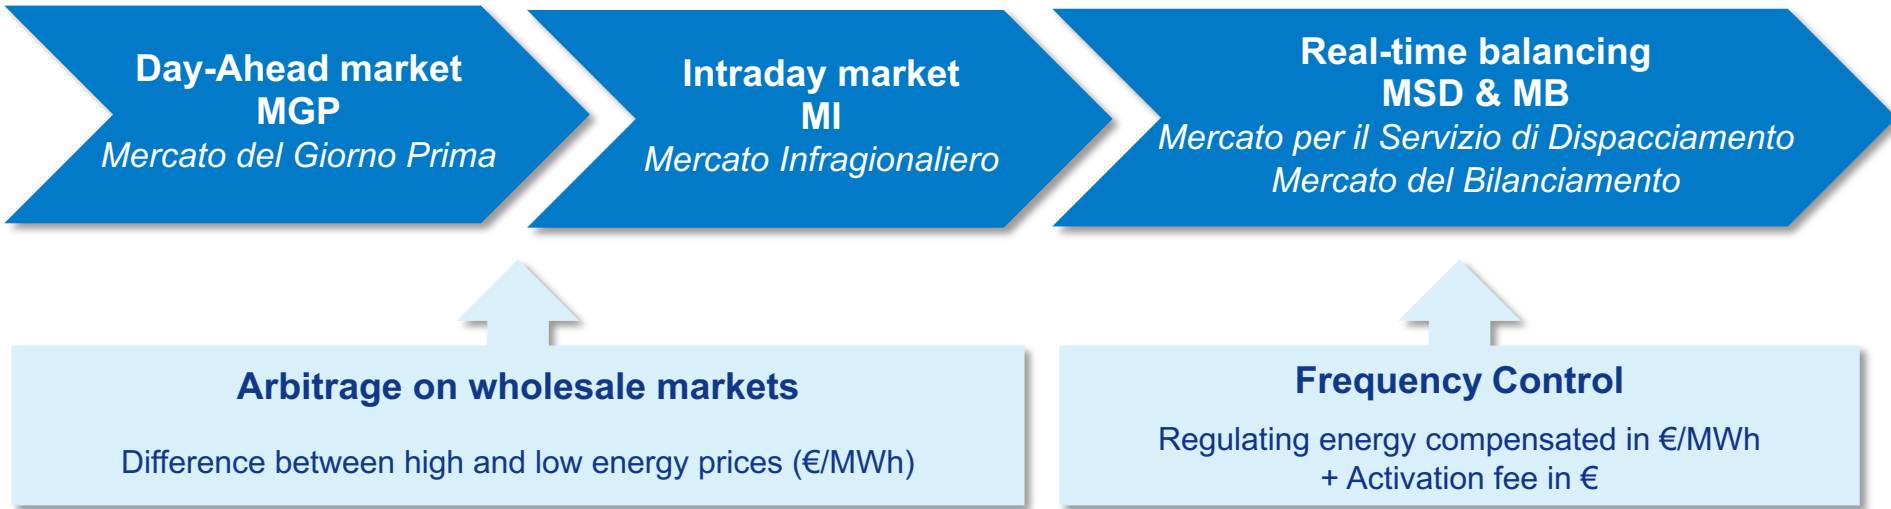 Day-Ahead market
MGP
Mercato del Giorno Prima
Intraday market
MI
Mercato Infragionaliero
Real-time balancing
MSD & MB
Mercato per il Servizio di Dispacciamento
Mercato del Bilanciamento
Arbitrage on wholesale markets
Difference between high and low energy prices (€/MWh)
Frequency Control
Regulating energy compensated in €/MWh
+ Activation fee in €